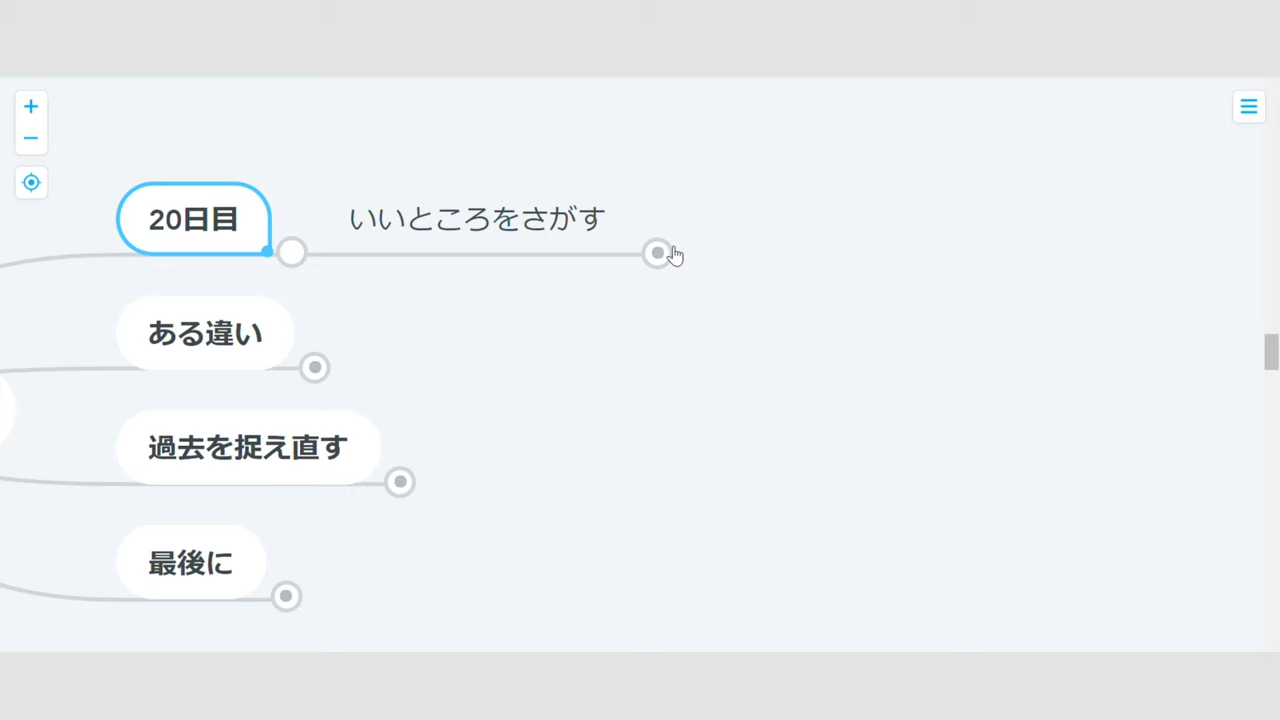 20日目
いいところをさがす
ある違い
過去を捉え直す
最後に